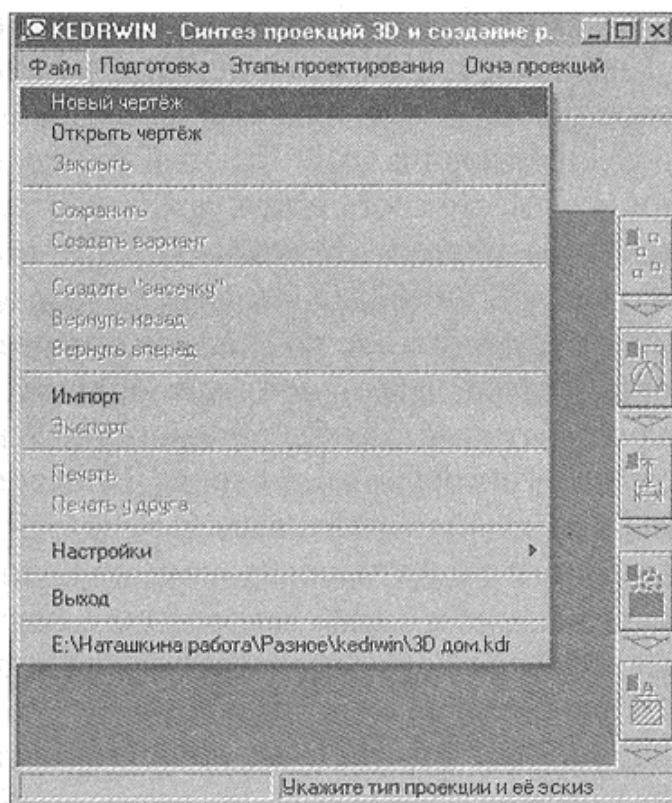 KEDRWIN - Синтез проекций 3D и создание р...
Файл Подготовка Этапы проектирования Окна проекций
Новый чертёж
Открыть чертёж
Закрыть
Сохранить
Создать вариант
Создать "засечку"
Вернуть назад
Вернуть вперёд
Импорт
Экспорт
Печать
Печать у друга
Настройки
Выход
E:\Наташкина работа\Разное\kedrwin\3D дом.kdr
Укажите тип проекции и её эскиз